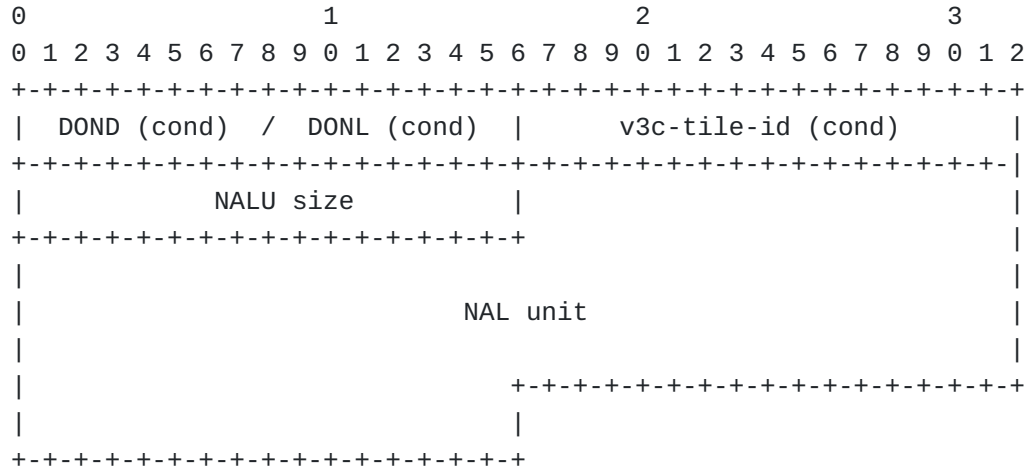 0                   1                   2                   3
0 1 2 3 4 5 6 7 8 9 0 1 2 3 4 5 6 7 8 9 0 1 2 3 4 5 6 7 8 9 0 1 2
+-+-+-+-+-+-+-+-+-+-+-+-+-+-+-+-+-+-+-+-+-+-+-+-+-+-+-+-+-+-+-+-+
|  DOND (cond)  /  DONL (cond)  |      v3c-tile-id (cond)       |
+-+-+-+-+-+-+-+-+-+-+-+-+-+-+-+-+-+-+-+-+-+-+-+-+-+-+-+-+-+-+-+-|
|            NALU size          |                               |
+-+-+-+-+-+-+-+-+-+-+-+-+-+-+-+-+                               |
|                                                               |
|                            NAL unit                           |
|                                                               |
|                               +-+-+-+-+-+-+-+-+-+-+-+-+-+-+-+-+
|                               |
+-+-+-+-+-+-+-+-+-+-+-+-+-+-+-+-+